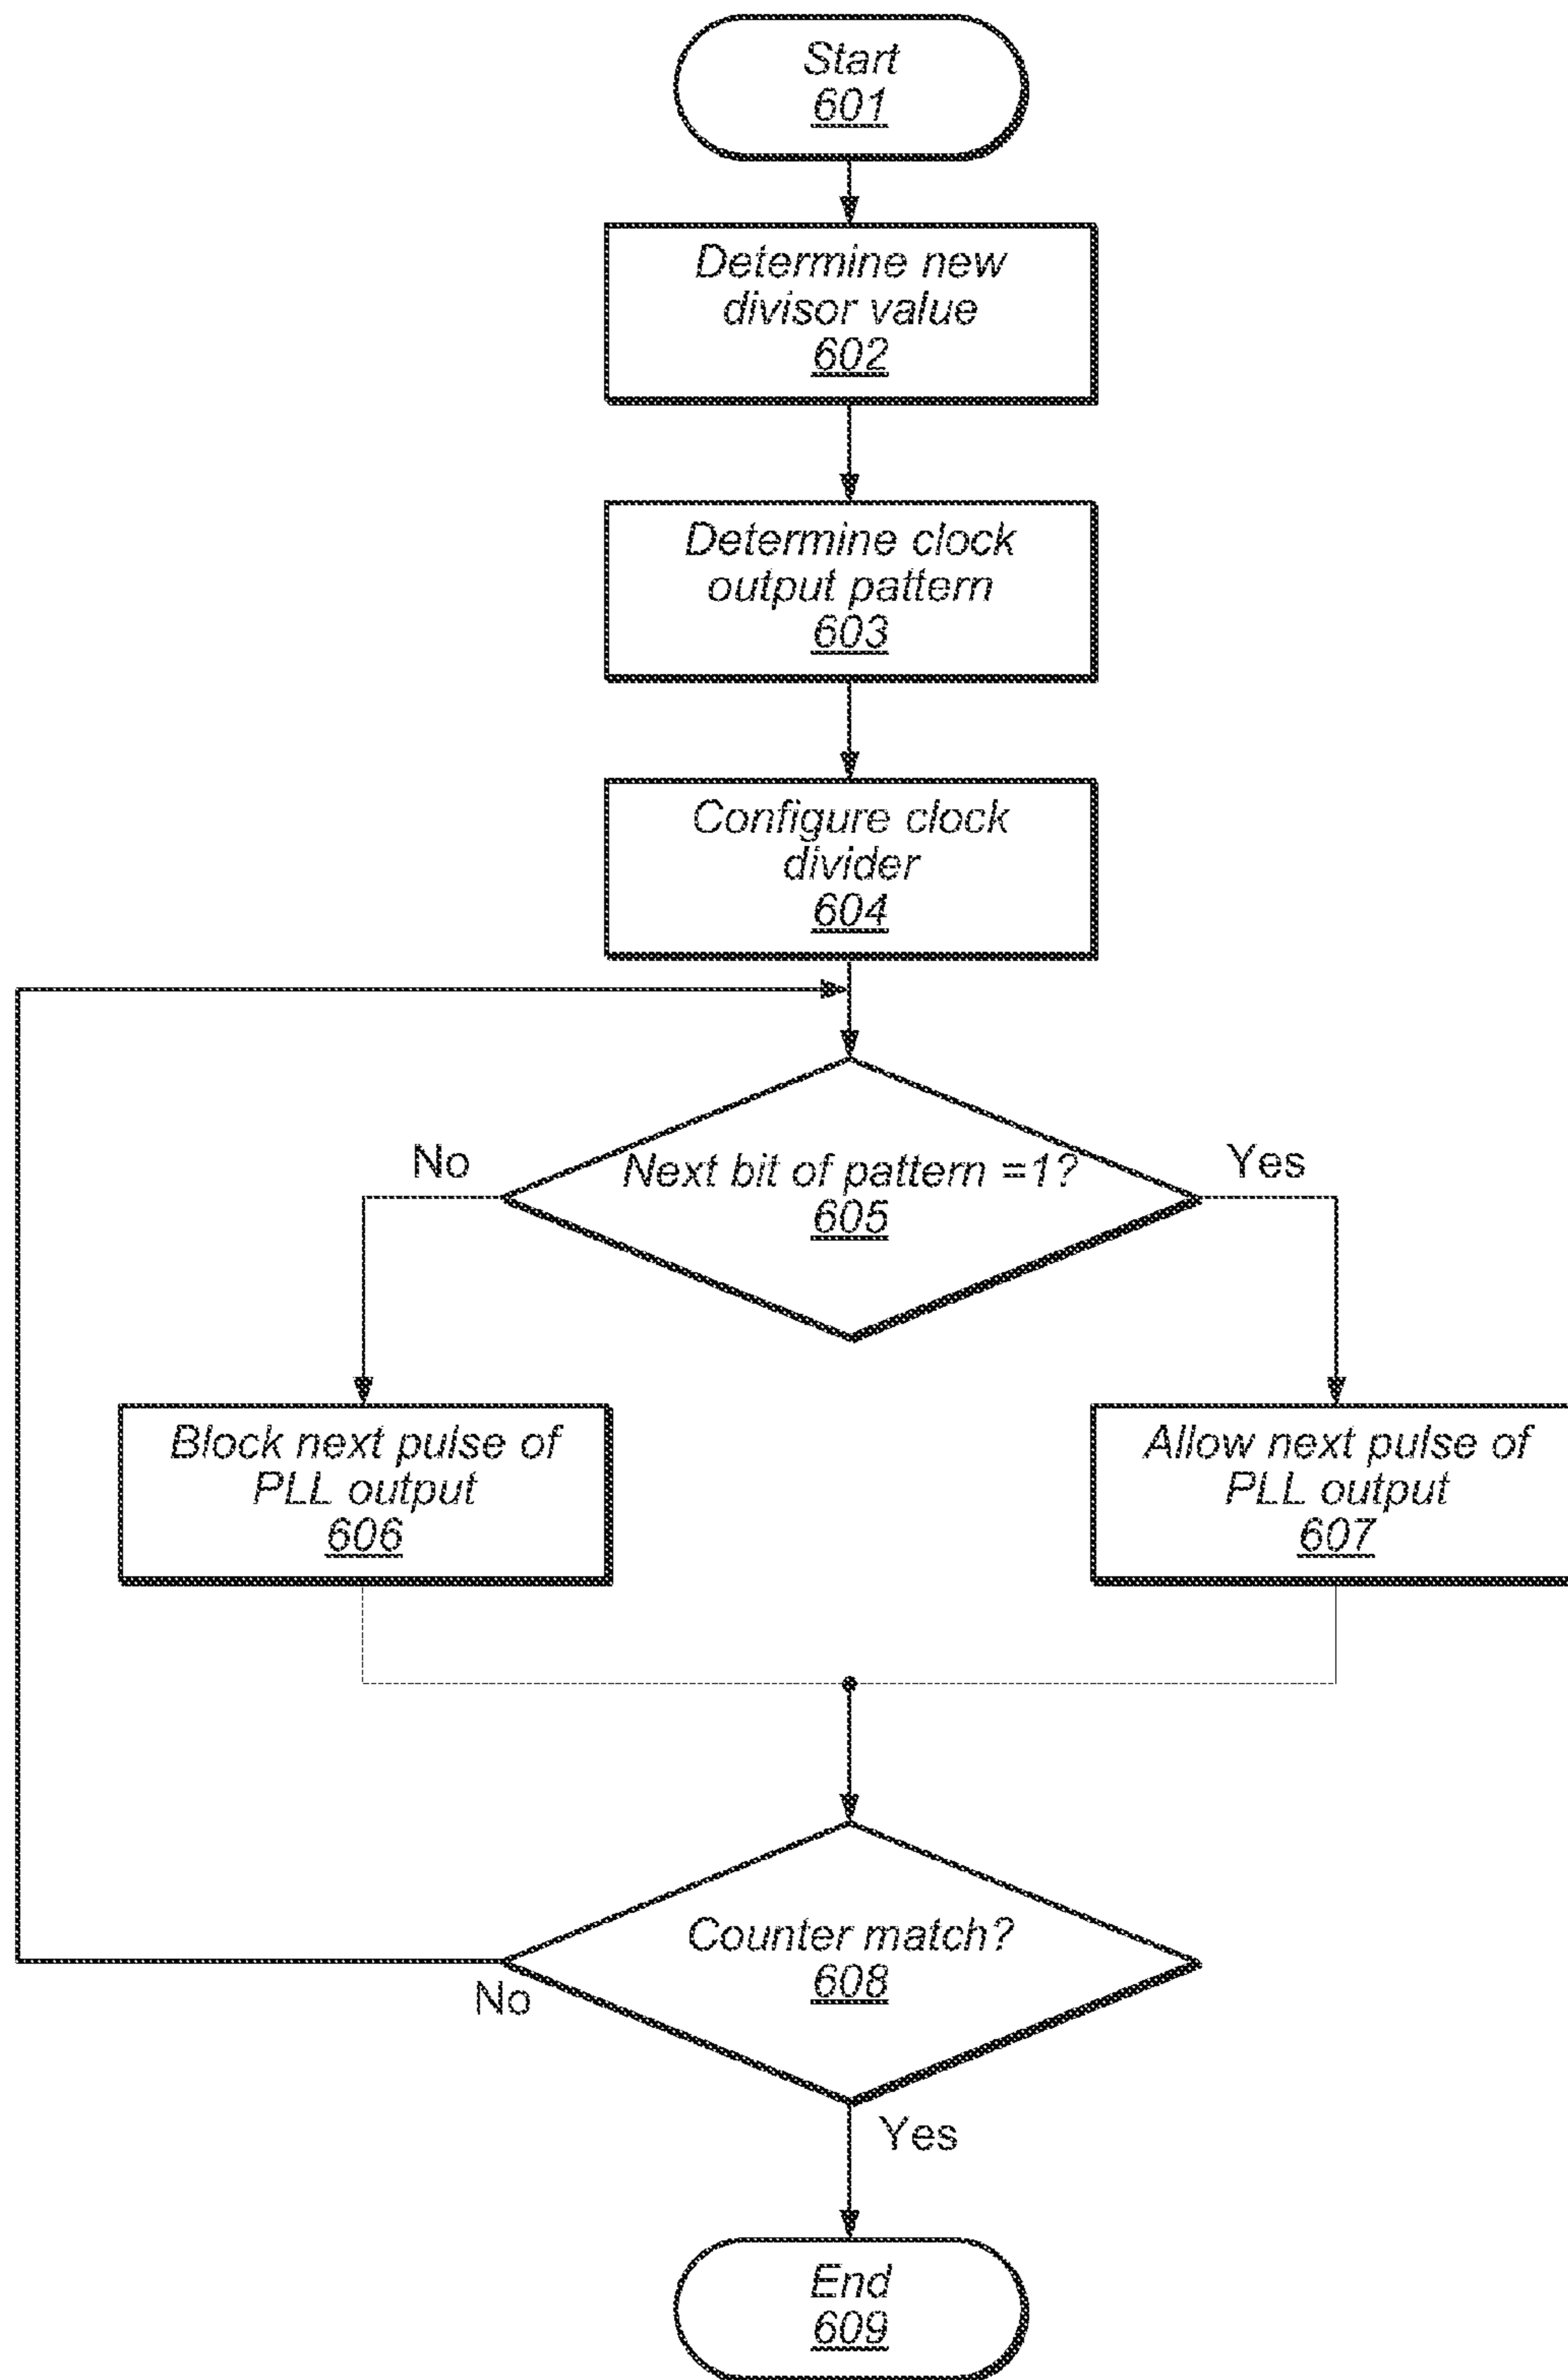 Start
601
Determine new
divisor value
602
Determine clock
output pattern
603
Configure clock
divider
604
No
Next bit of pattern =1?
Yes
605
Block next pulse of
PLL output
606
Allow next pulse of
PLL output
607
Counter match?
608
No
Yes
End
609